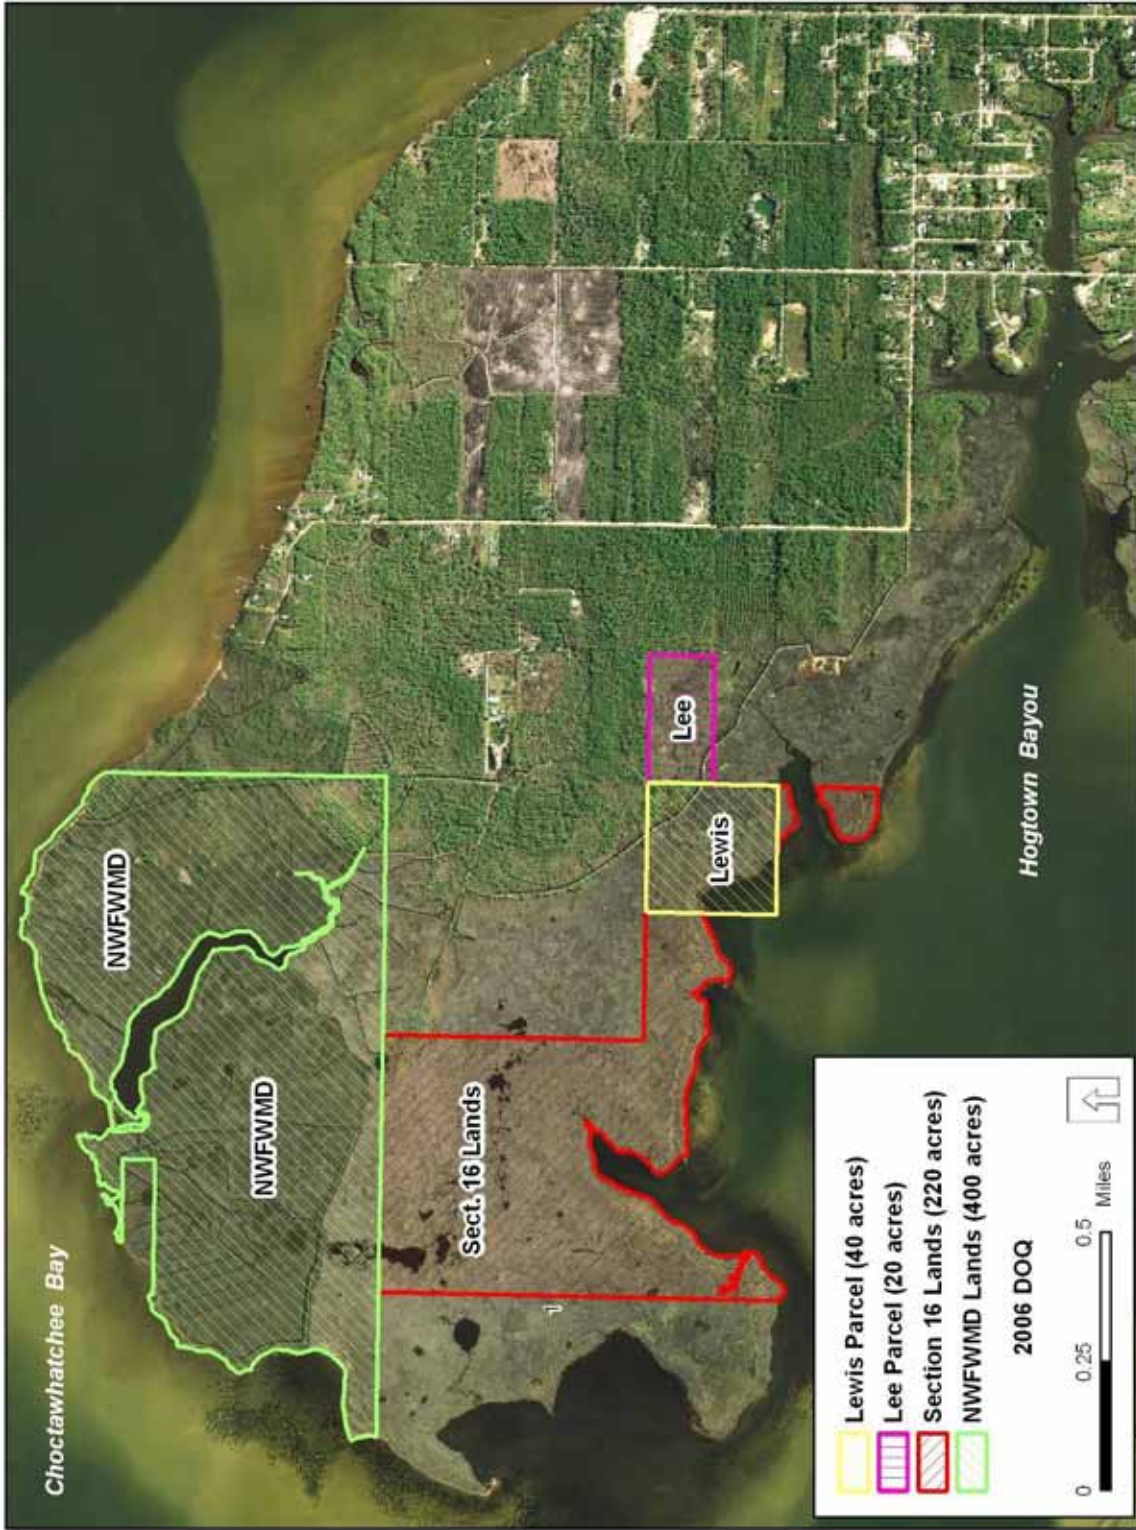 Choctawhatchee Bay
NWFWMD
NWFWMD
Sect. 16 Lands
Lewis
Lee
Hogtown Bayou
Lewis Parcel (40 acres)
Lee Parcel (20 acres)
Section 16 Lands (220 acres)
NWFWMD Lands (400 acres)
2006 DOQ
0 0.25 0.5
Miles